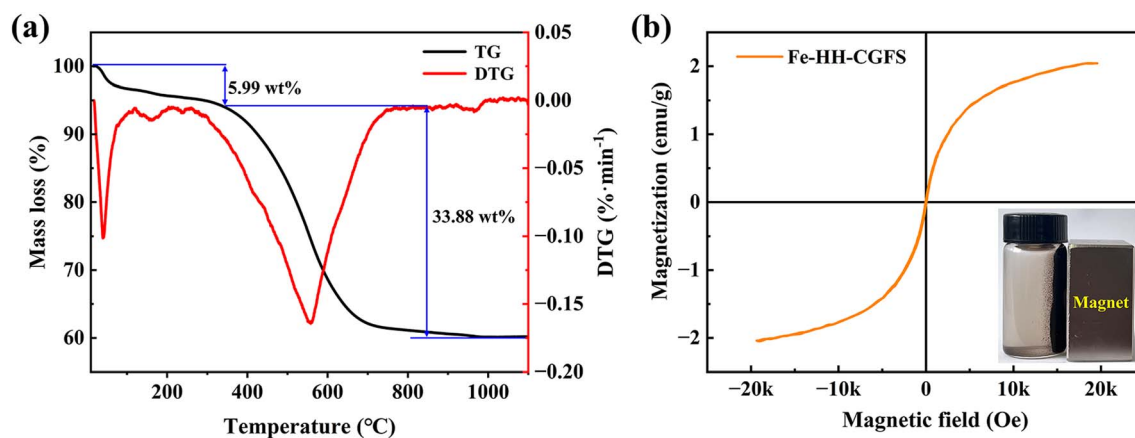 (a)
TG
DTG
5.99 wt%
33.88 wt%
100
90
80
70
60
Mass loss (%)
200
400
600
800
1000
Temperature (°C)
0.05
0.00
−0.05
−0.10
−0.15
−0.20
DTG (%·min⁻¹)
(b)
Fe-HH-CGFS
2
1
0
−1
−2
Magnetization (emu/g)
−20k
−10k
0
10k
20k
Magnetic field (Oe)
Magnet